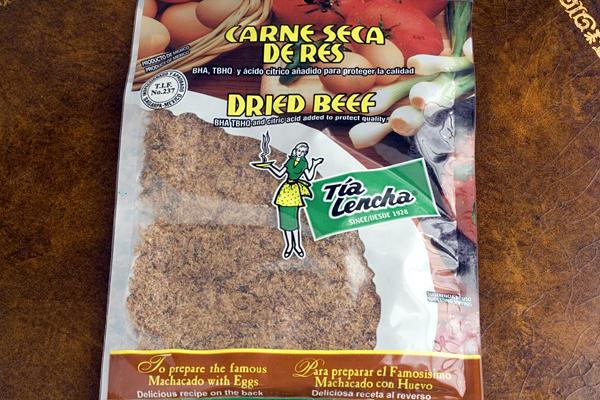 CARNE SECA
DE RES
PRODUCTO DE MEXICO
PRODUCT OF MEXICO
BHA, TBHQ y ácido cítrico añadido para proteger la calidad
T.I.F.
No.237
DRIED BEEF
BHA, TBHQ and citric acid added to protect quality
Tía
Lencha
SINCE/DESDE 1928
To prepare the famous
Machacado with Eggs
Delicious recipe on the back
Para preparar el Famosísimo
Machacado con Huevo
Deliciosa receta al reverso